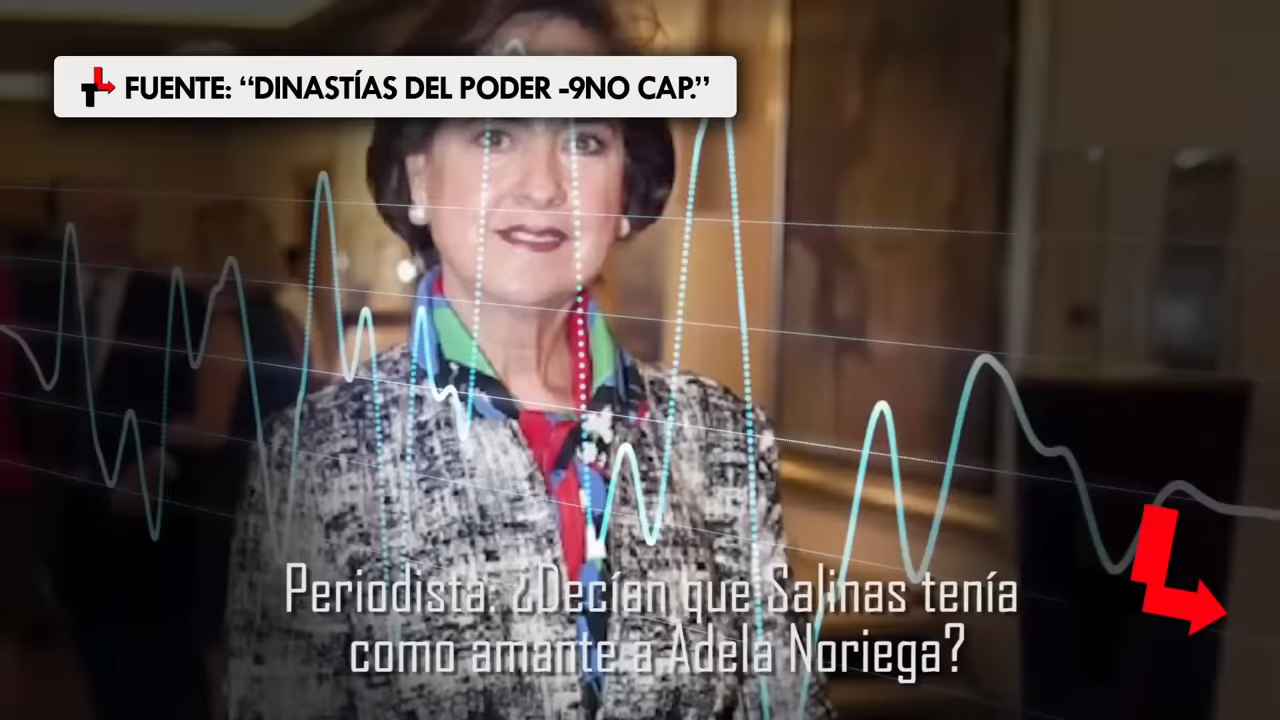 FUENTE: “DINASTÍAS DEL PODER -9NO CAP.”
Periodista: ¿Decían que Salinas tenía
como amante a Adela Noriega?